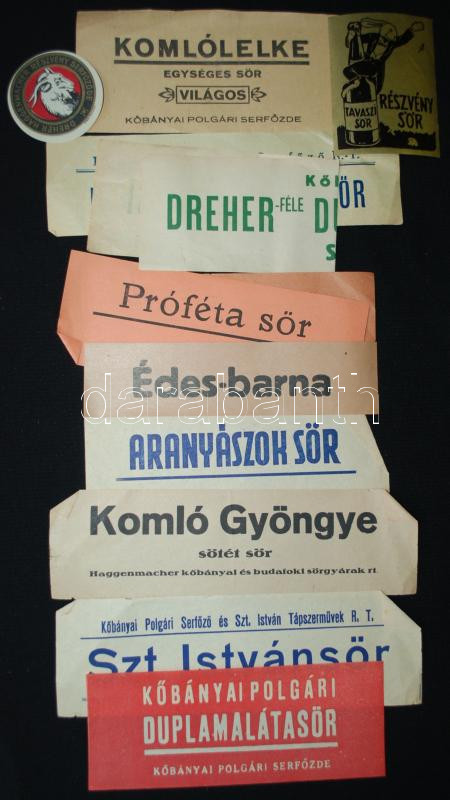 KOMLÓLELKE
EGYSÉGES SÖR
VILÁGOS
KŐBÁNYAI POLGÁRI SERFŐZDE
TAVASZI
SÖR
RÉSZVÉNY
SÖR
ÖR
DREHER-FÉLE
Próféta sör
Édes-barna
darabanth
ARANYÁSZOK SÖR
Komló Gyöngye
sötét sör
Haggenmacher kőbányai és budafoki sörgyárak rt
Kőbányai Polgári Serfőző és Szt. István Tápszerművek R. T.
Szt. Istvánsör
KŐBÁNYAI POLGÁRI
DUPLAMALÁTASÖR
KŐBÁNYAI POLGÁRI SERFŐZDE